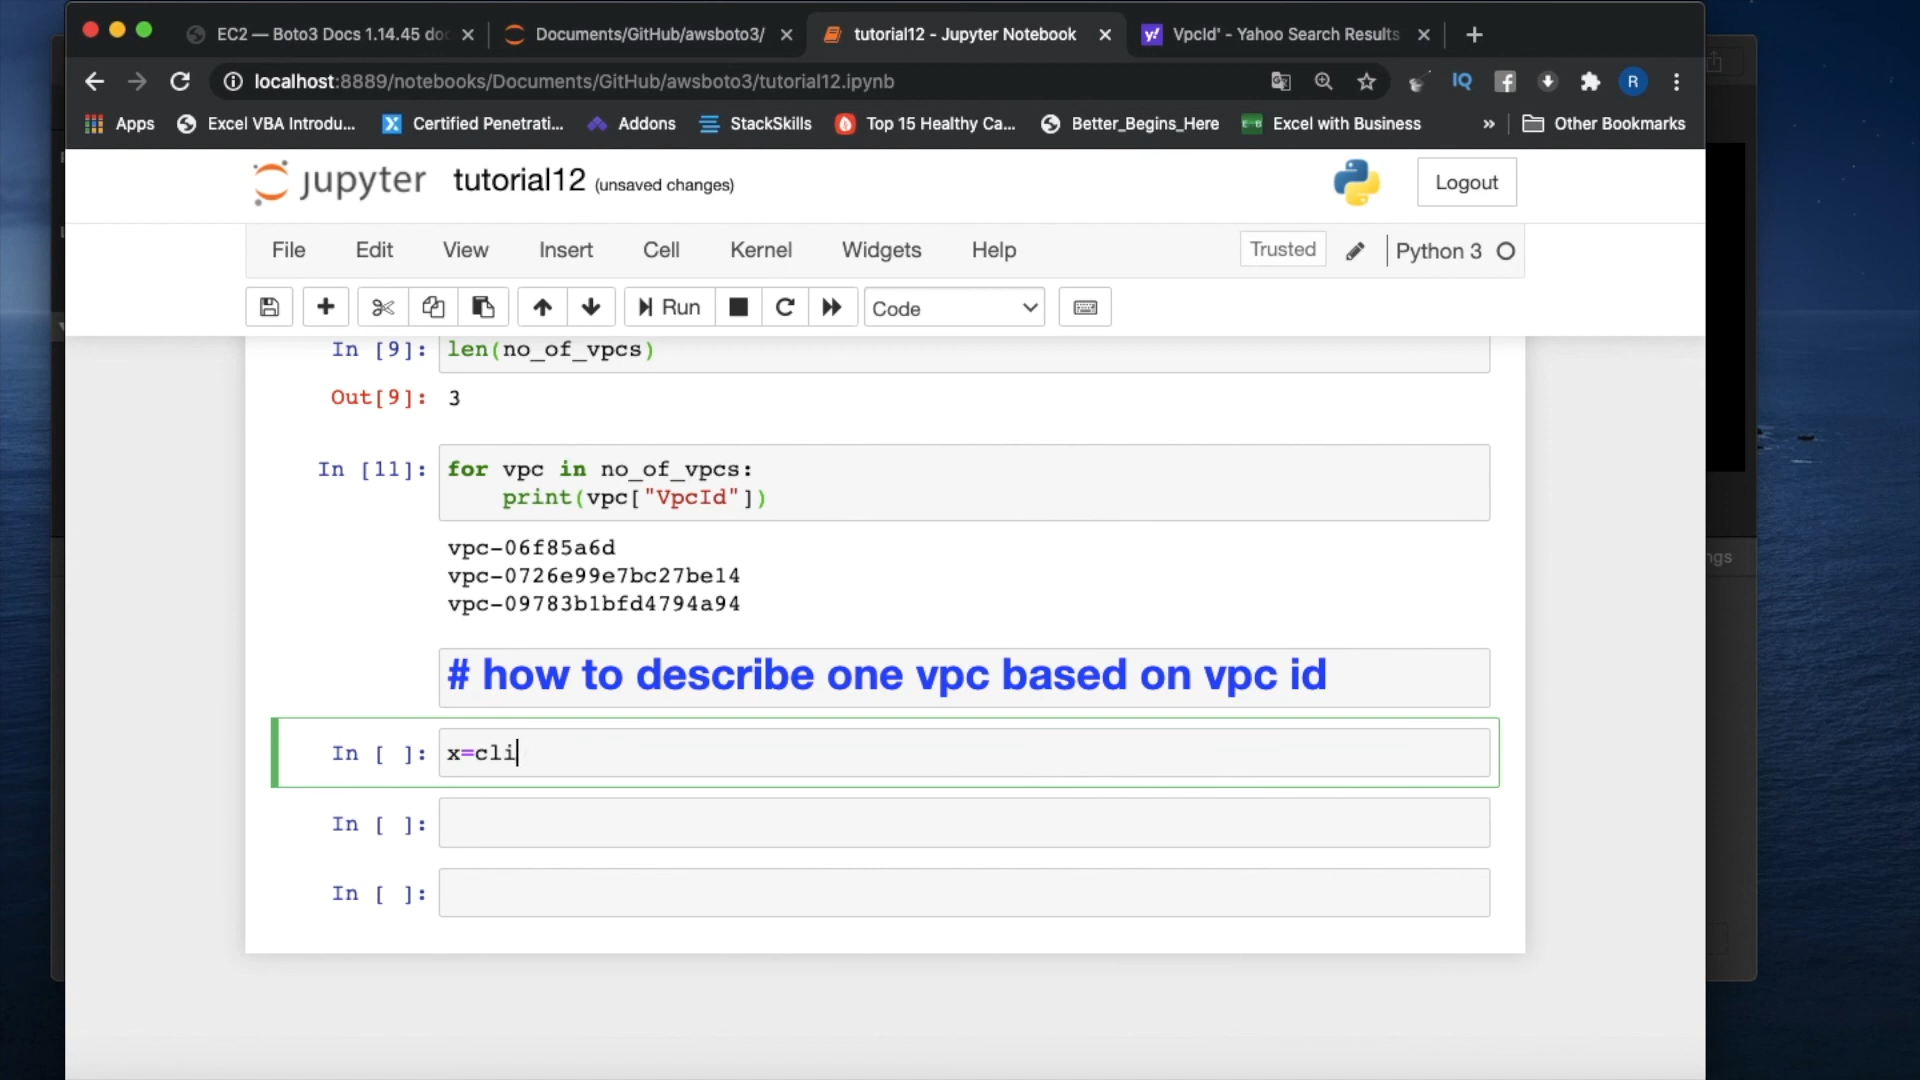 EC2 — Boto3 Docs 1.14.45 do
Documents/GitHub/awsboto3/
tutorial12 - Jupyter Notebook
VpcId' - Yahoo Search Results
localhost:8889/notebooks/Documents/GitHub/awsboto3/tutorial12.ipynb
IQ
R
Apps
Excel VBA Introdu...
Certified Penetrati...
Addons
StackSkills
Top 15 Healthy Ca...
Better_Begins_Here
Excel with Business
»
Other Bookmarks
jupyter
tutorial12 (unsaved changes)
Logout
File Edit View Insert Cell Kernel Widgets Help
Trusted
Python 3
Run
Code
In [9]: len(no_of_vpcs)
Out[9]: 3
In [11]: for vpc in no_of_vpcs:
print(vpc["VpcId"])
vpc-06f85a6d
vpc-0726e99e7bc27be14
vpc-09783b1bfd4794a94
# how to describe one vpc based on vpc id
In [ ]: x=cli
In [ ]:
In [ ]:
ngs